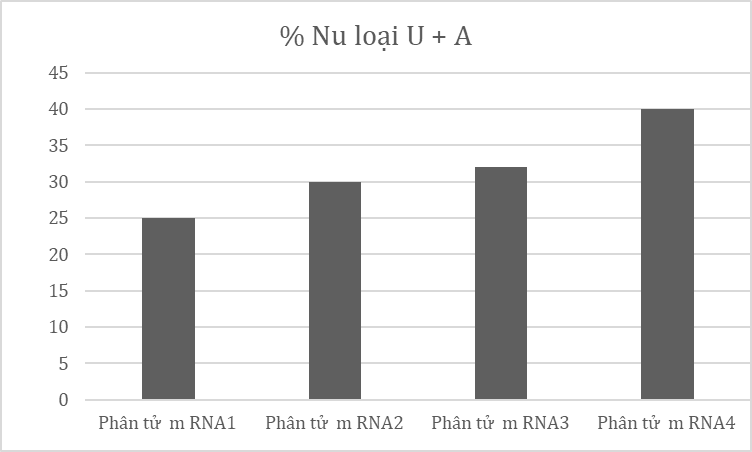 % Nu loại U + A
45
40
35
30
25
20
15
10
5
0
Phân tử m RNA1
Phân tử m RNA2
Phân tử m RNA3
Phân tử m RNA4